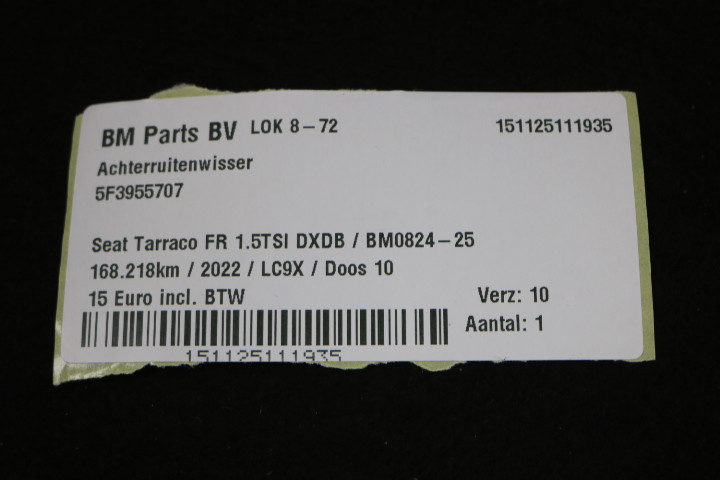 BM Parts BV LOK 8-72 151125111935
Achterruitenwisser
5F3955707
Seat Tarraco FR 1.5TSI DXDB / BM0824-25
168.218km / 2022 / LC9X / Doos 10
15 Euro incl. BTW Verz: 10
Aantal: 1
151125111935